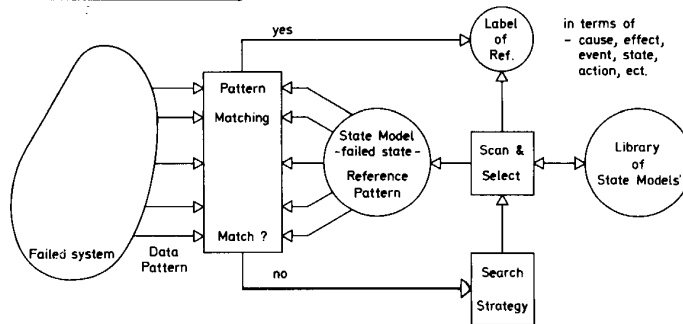 yes
Label
of
Ref.
in terms of
- cause, effect,
event, state,
action, ect.
Pattern
Matching
Match ?
State Model
-failed state-
Reference
Pattern
Scan &
Select
Library
of
State Models'
Failed system
Data
Pattern
no
Search
Strategy